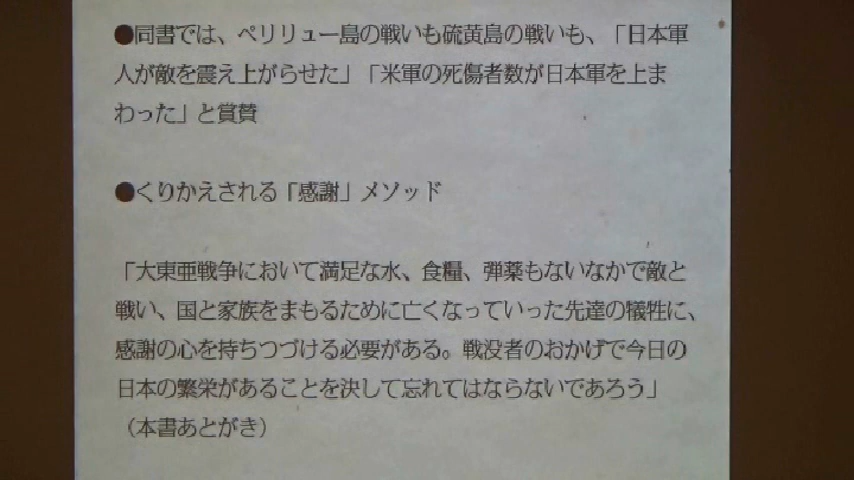 ●同書では、ペリリュー島の戦いも硫黄島の戦いも、「日本軍
人が敵を震え上がらせた」「米軍の死傷者数が日本軍を上ま
わった」と賞賛
●くりかえされる「感謝」メソッド
「大東亜戦争において満足な水、食糧、弾薬もないなかで敵と
戦い、国と家族をまもるために亡くなっていった先達の犠牲に、
感謝の心を持ちつづける必要がある。戦没者のおかげで今日の
日本の繁栄があることを決して忘れてはならないであろう」
（本書あとがき）